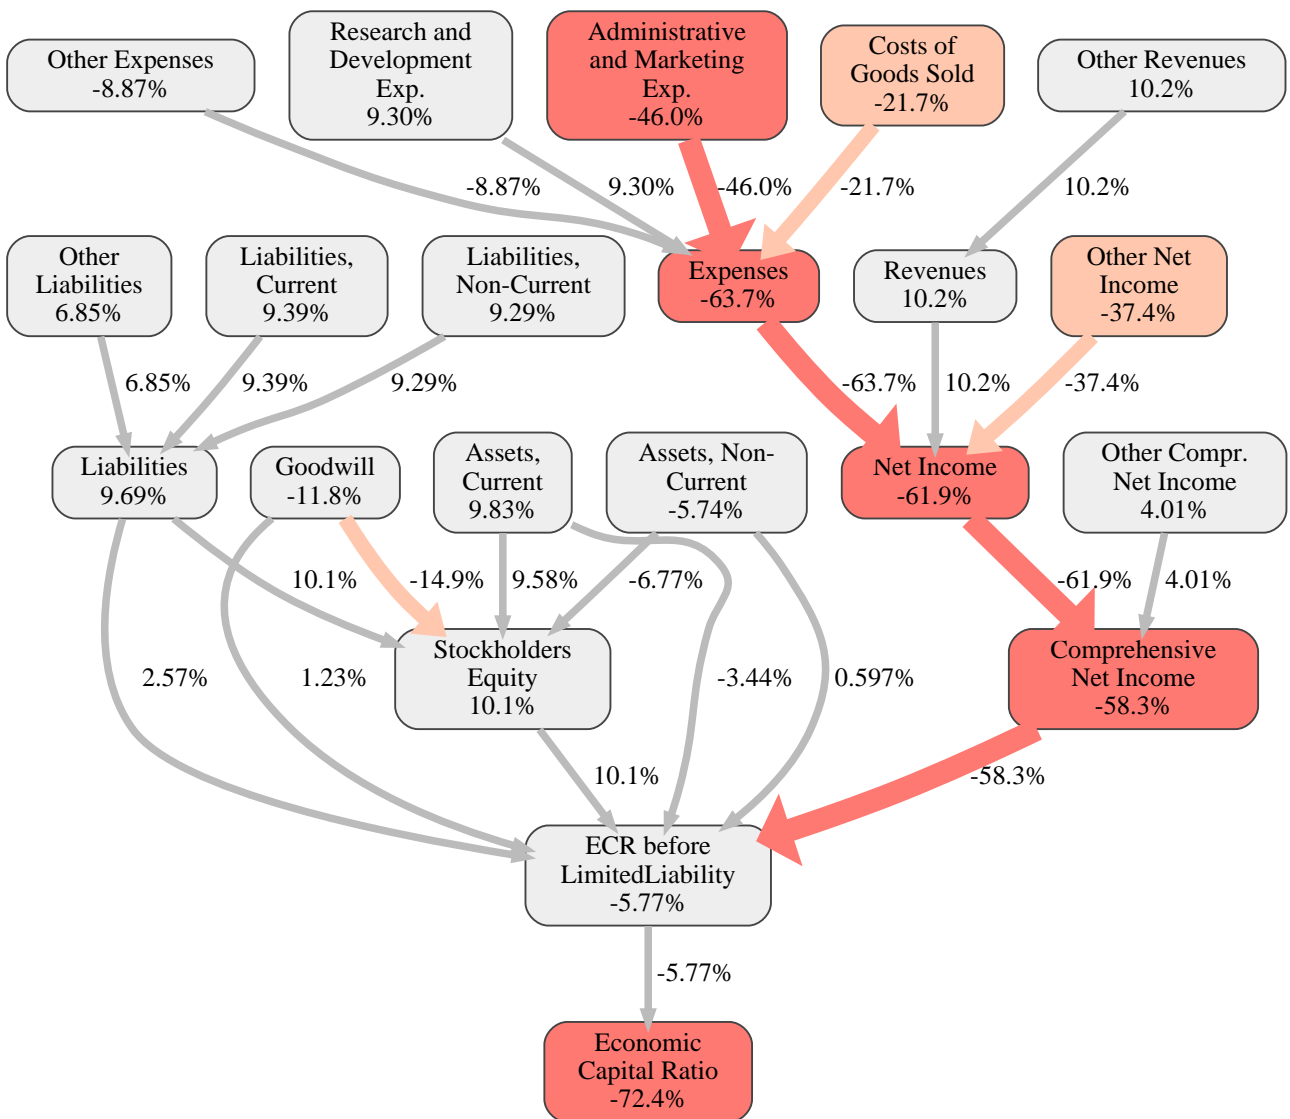 Other Expenses
-8.87%
Research and
Development
Exp.
9.30%
Administrative
and Marketing
Exp.
-46.0%
Costs of
Goods Sold
-21.7%
Other Revenues
10.2%
-8.87%
9.30%
-46.0%
-21.7%
10.2%
Other
Liabilities
6.85%
Liabilities,
Current
9.39%
Liabilities,
Non-Current
9.29%
Expenses
-63.7%
Revenues
10.2%
Other Net
Income
-37.4%
6.85%
9.39%
9.29%
-63.7%
10.2%
-37.4%
Liabilities
9.69%
Goodwill
-11.8%
Assets,
Current
9.83%
Assets, Non-
Current
-5.74%
Net Income
-61.9%
Other Compr.
Net Income
4.01%
10.1%
-14.9%
9.58%
-6.77%
-61.9%
4.01%
Stockholders
Equity
10.1%
Comprehensive
Net Income
-58.3%
2.57%
1.23%
-3.44%
0.597%
10.1%
-58.3%
ECR before
LimitedLiability
-5.77%
-5.77%
Economic
Capital Ratio
-72.4%